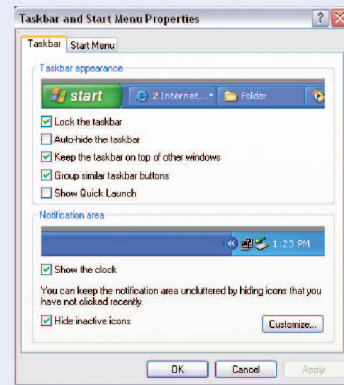 Taskbar and Start Menu Properties
Taskbar
Start Menu
Taskbar appearance
start
2 Internet...
Folder
Lock the taskbar
Auto-hide the taskbar
Keep the taskbar on top of other windows
Group similar taskbar buttons
Show Quick Launch
Notification area
1:23 PM
Show the clock
You can keep the notification area uncluttered by hiding icons that you
have not clicked recently.
Hide inactive icons
Customize...
OK
Cancel
Apply